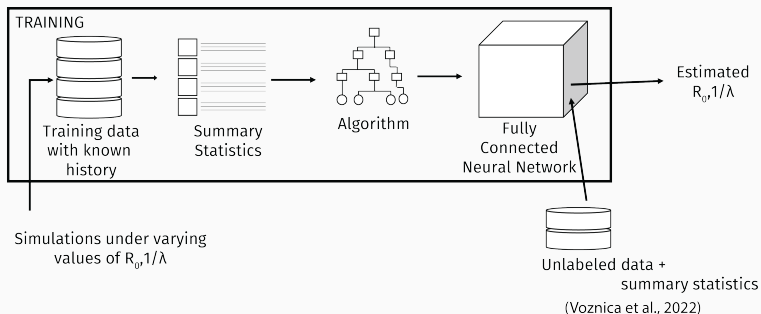 TRAINING
Training data
with known
history
Summary
Statistics
Algorithm
Fully
Connected
Neural Network
Estimated
R₀,1/λ
Simulations under varying
values of R₀,1/λ
Unlabeled data +
summary statistics
(Voznica et al., 2022)